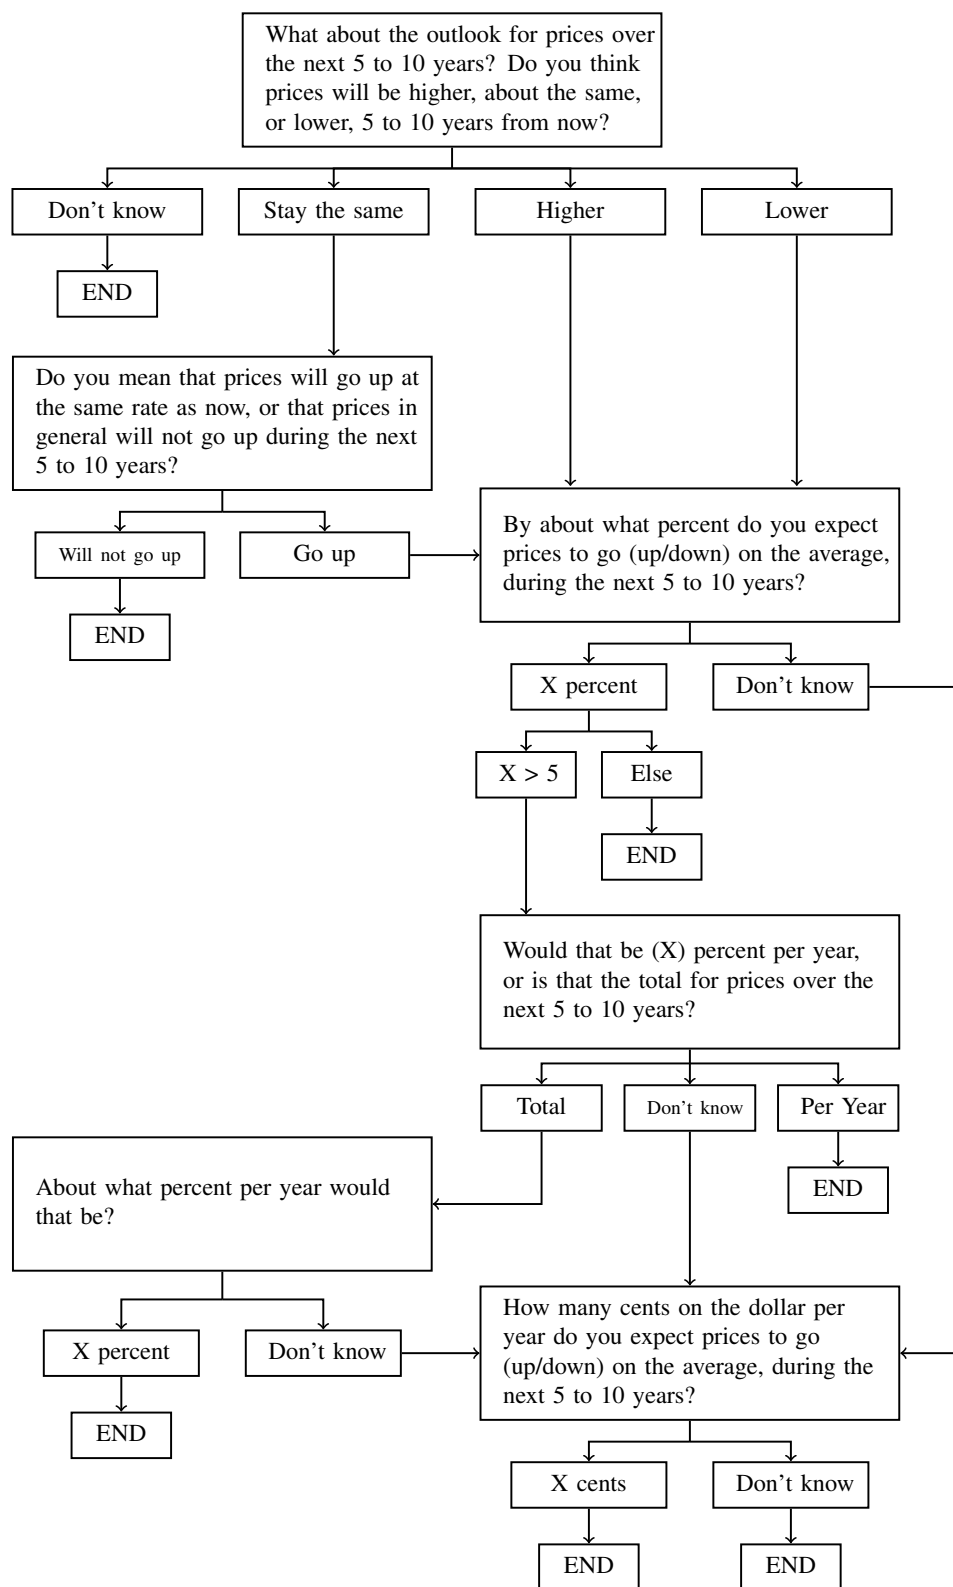 What about the outlook for prices over
the next 5 to 10 years? Do you think
prices will be higher, about the same,
or lower, 5 to 10 years from now?
Don't know
Stay the same
Higher
Lower
END
Do you mean that prices will go up at
the same rate as now, or that prices in
general will not go up during the next
5 to 10 years?
By about what percent do you expect
prices to go (up/down) on the average,
during the next 5 to 10 years?
Will not go up
Go up
END
X percent
Don't know
X > 5
Else
END
Would that be (X) percent per year,
or is that the total for prices over the
next 5 to 10 years?
Total
Don't know
Per Year
END
About what percent per year would
that be?
How many cents on the dollar per
year do you expect prices to go
(up/down) on the average, during the
next 5 to 10 years?
X percent
Don't know
END
X cents
Don't know
END
END